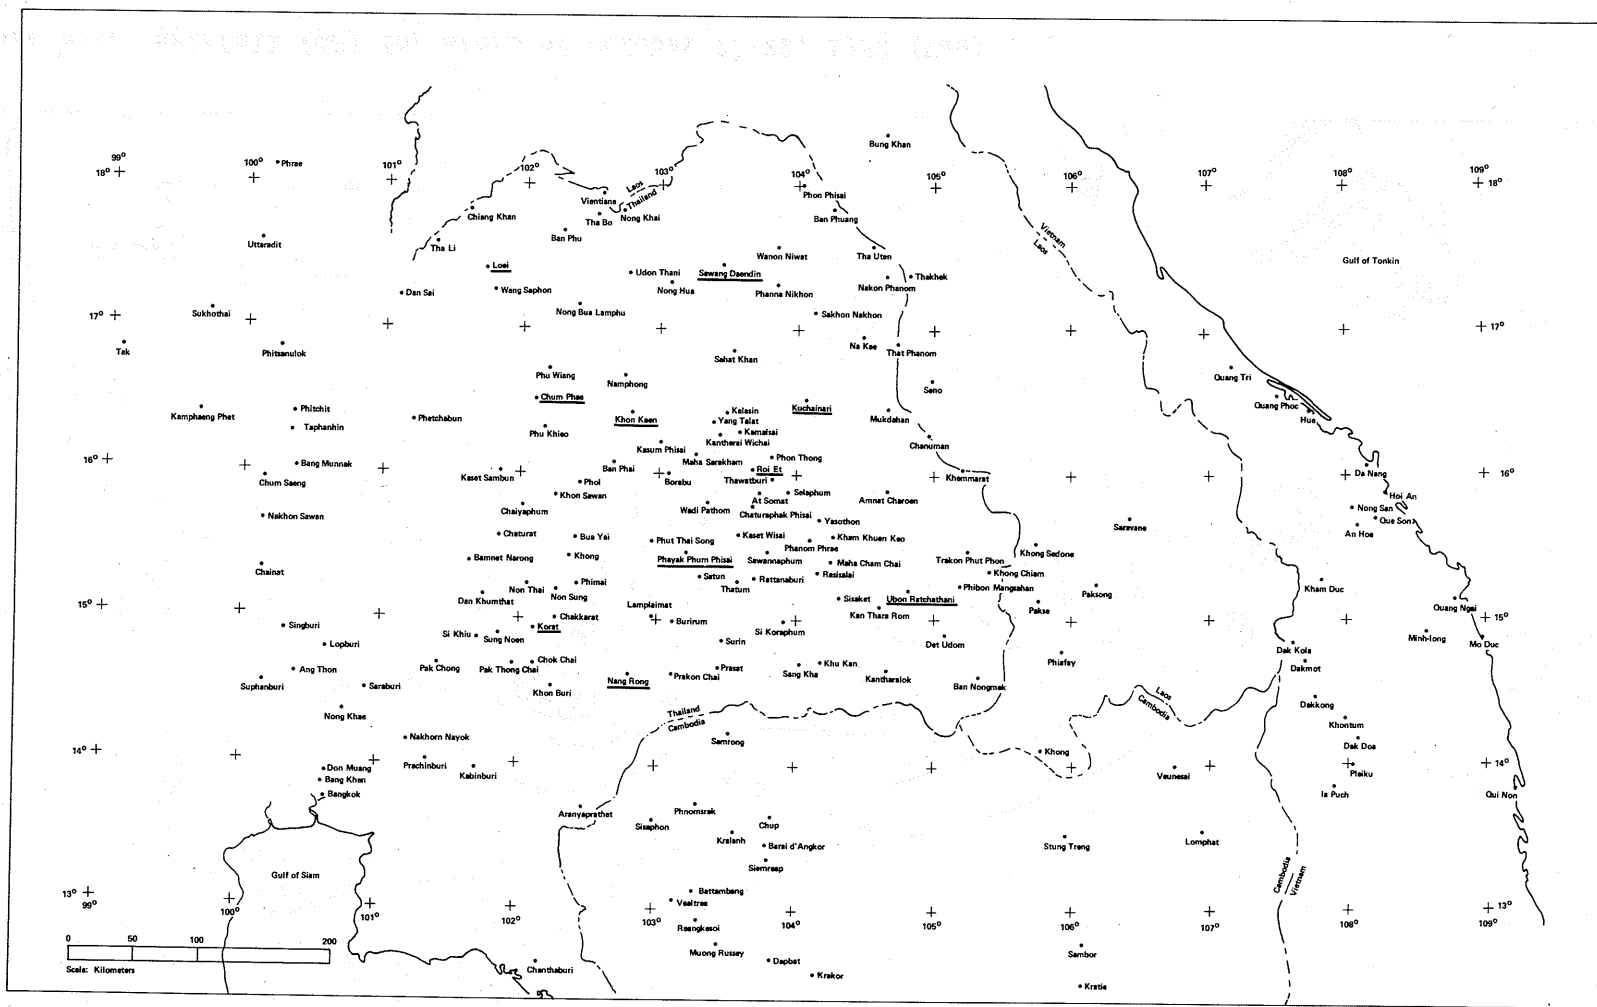 Bung Khan
99° 100° Phrae 101° 102° 103° 104° 105° 106° 107° 108° 109°
18° 18°
Laos
Thailand
Vientiane
Phon Phisai
Chiang Khan
Tha Bo
Nong Khai
Ban Phuang
Uttaradit
Tha Li
Ban Phu
Vietnam
Laos
Wanon Niwat
Tha Uten
Gulf of Tonkin
Loei
Udon Thani
Sawang Daendin
Thakhek
Dan Sai
Wang Saphon
Nong Hua
Phanna Nikhon
Nakon Phanom
Sukhothai
Nong Bua Lamphu
Sakhon Nakhon
17° 17°
Tak
Phitsanulok
Sahat Khan
Na Kae
That Phanom
Phu Wiang
Namphong
Seno
Quang Tri
Chum Phae
Kamphaeng Phet
Phitchit
Phetchabun
Khon Kaen
Kalasin
Kuchainari
Mukdahan
Quang Phoc
Hue
Taphanhin
Phu Khieo
Yang Talat
Kamalsai
Kantherai Wichai
Chanuman
Kasum Phisai
16° 16°
Bang Munnak
Ban Phai
Maha Sarakham
Phon Thong
Chum Saeng
Kaset Sambun
Phol
Borabu
Roi Et
Thawatburi
Khemmarat
Da Nang
Khon Sawan
At Somat
Selaphum
Amnat Charoen
Hoi An
Chaiyaphum
Wadi Pathom
Chaturaphak Phisai
Nong San
Nakhon Sawan
Yasothon
Saravane
Que Son
Chaturat
Bua Yai
Phut Thai Song
Kaset Wisai
Kham Khuen Keo
An Hoa
Phanom Phrae
Bamnet Narong
Khong
Phayak Phum Phisai
Sawannaphum
Maha Cham Chai
Trakon Phut Phon
Khong Sedone
Chainat
Satun
Rattanaburi
Rasisalai
Khong Chiam
Non Thai
Phimai
Thatum
Phibon Mangsahan
Paksong
Kham Duc
Dan Khumthat
Non Sung
Lamplaimat
Sisaket
Ubon Ratchathani
Pakse
Quang Ngai
15° 15°
Singburi
Chakkarat
Burirum
Kan Thara Rom
Korat
Si Khiu
Sung Noen
Si Koraphum
Minh-long
Lopburi
Surin
Det Udom
Mo Duc
Dak Kola
Ang Thon
Pak Chong
Pak Thong Chai
Chok Chai
Prasat
Khu Kan
Phiafay
Dakmot
Suphanburi
Saraburi
Khon Buri
Nang Rong
Prakon Chai
Sang Kha
Kantharalok
Ban Nongmek
Laos
Cambodia
Nong Khae
Thailand
Cambodia
Dakkong
Khontum
Nakhorn Nayok
Samrong
Dak Doa
14° 14°
Khong
Prachinburi
Kabinburi
Veunesai
Pleiku
Don Muang
Bang Khen
Bangkok
Ia Puch
Qui Non
Aranyaprathet
Phnomsrak
Sisaphon
Chup
Kralanh
Barai d'Angkor
Stung Treng
Lomphat
Siemreap
Gulf of Siam
Cambodia
Vietnam
13° 13°
Battambang
Vealtrea
99° 100° 101° 102° 103° 104° 105° 106° 107° 108° 109°
Reangkesoi
0 50 100 200
Muong Russey
Dapbat
Sambor
Scale: Kilometers
Chanthaburi
Krakor
Kratie